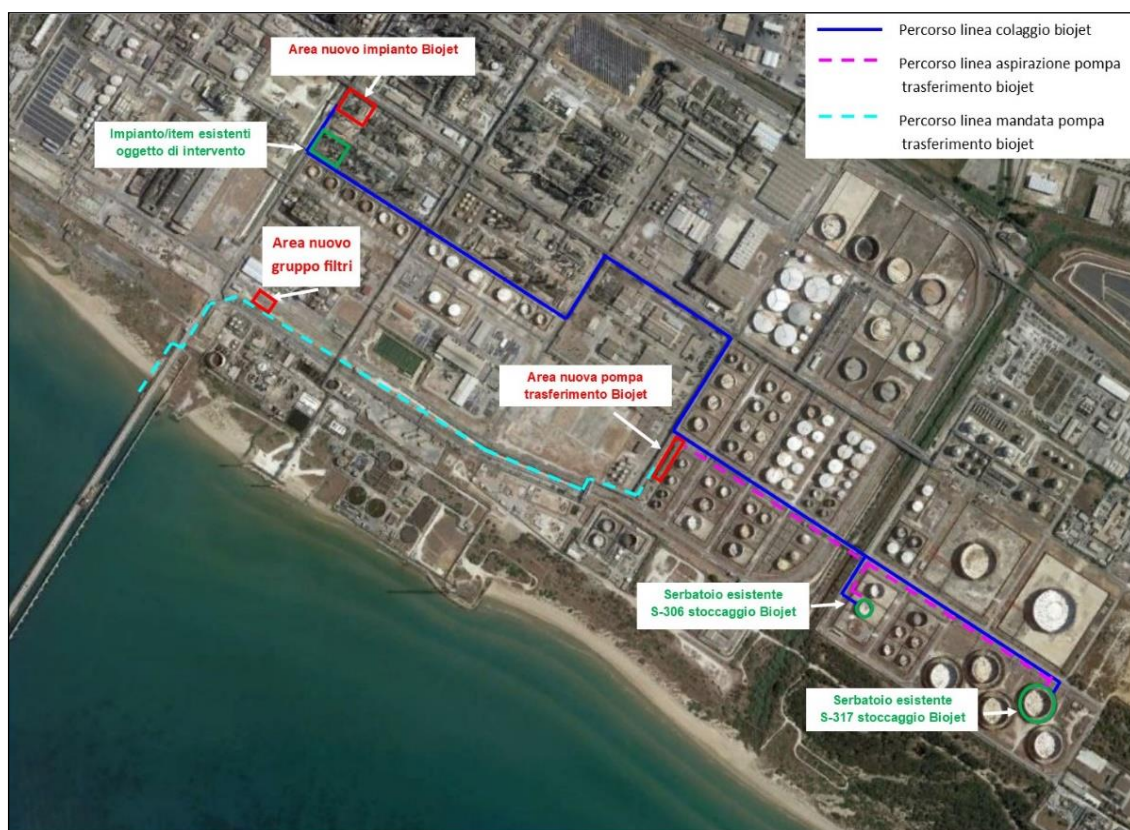 Area nuovo impianto Biojet
Impianto/item esistenti
oggetto di intervento
Area nuovo
gruppo filtri
Area nuova pompa
trasferimento Biojet
Serbatoio esistente
S-306 stoccaggio Biojet
Serbatoio esistente
S-317 stoccaggio Biojet
Percorso linea colaggio biojet
Percorso linea aspirazione pompa
trasferimento biojet
Percorso linea mandata pompa
trasferimento biojet